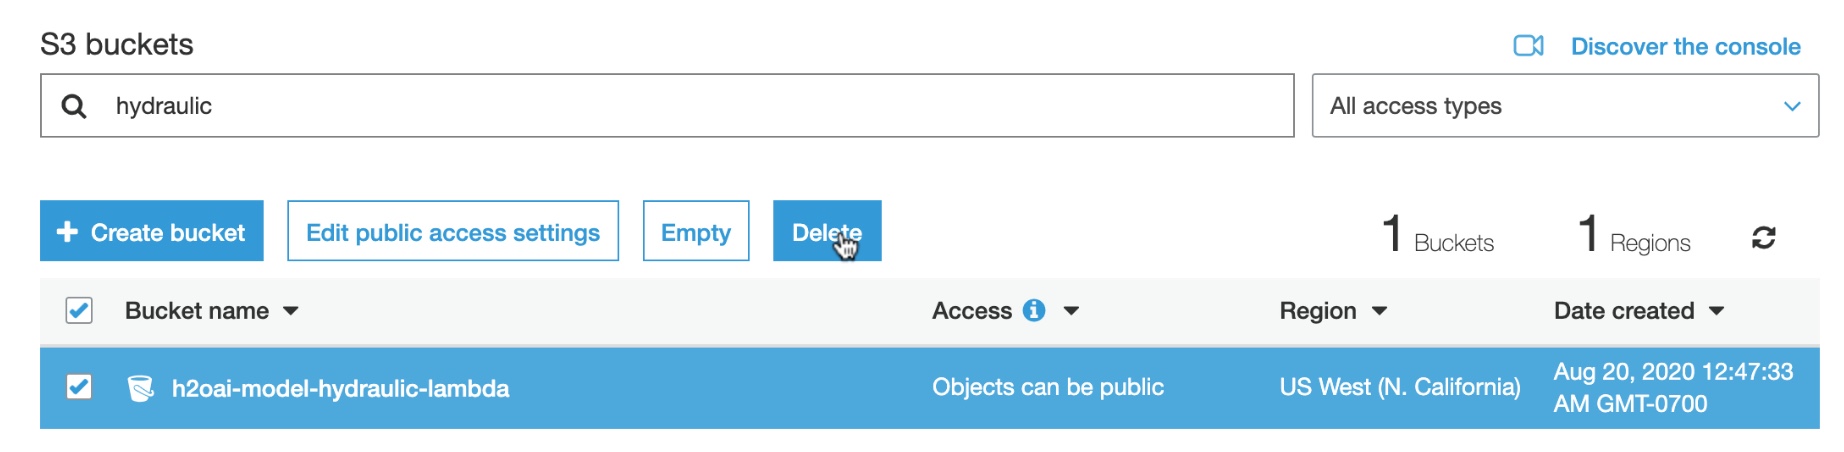 S3 buckets
Discover the console
hydraulic
All access types
Create bucket
Edit public access settings
Empty
Delete
1 Buckets
1 Regions
Bucket name
Access
Region
Date created
h2oai-model-hydraulic-lambda
Objects can be public
US West (N. California)
Aug 20, 2020 12:47:33
AM GMT-0700